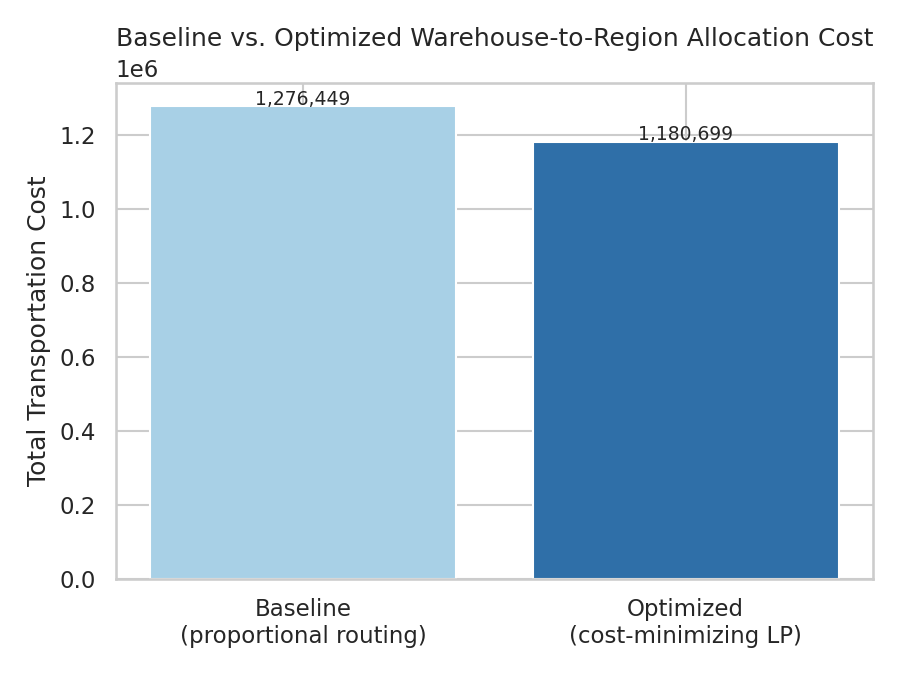 Baseline vs. Optimized Warehouse-to-Region Allocation Cost
1e6
1,276,449
1,180,699
1.2
1.0
0.8
0.6
0.4
0.2
0.0
Total Transportation Cost
Baseline
(proportional routing)
Optimized
(cost-minimizing LP)